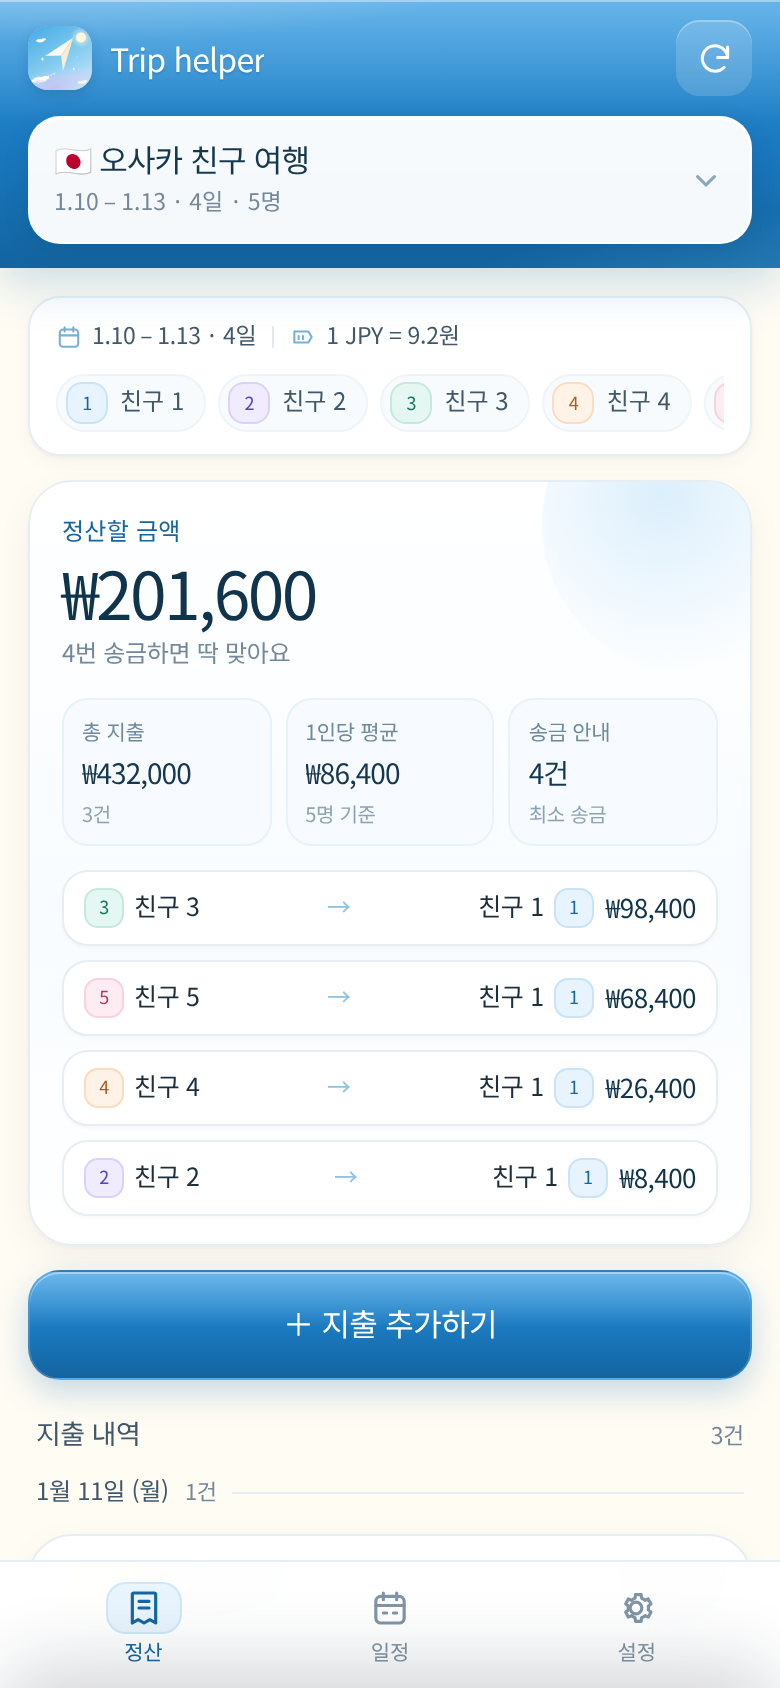 Trip helper
🇯🇵 오사카 친구 여행
1.10 – 1.13 · 4일 · 5명
1.10 – 1.13 · 4일 1 JPY = 9.2원
1 친구 1 2 친구 2 3 친구 3 4 친구 4
정산할 금액
₩201,600
4번 송금하면 딱 맞아요
총 지출 1인당 평균 송금 안내
₩432,000 ₩86,400 4건
3건 5명 기준 최소 송금
3 친구 3 → 친구 1 1 ₩98,400
5 친구 5 → 친구 1 1 ₩68,400
4 친구 4 → 친구 1 1 ₩26,400
2 친구 2 → 친구 1 1 ₩8,400
+ 지출 추가하기
지출 내역 3건
1월 11일 (월) 1건
정산 일정 설정